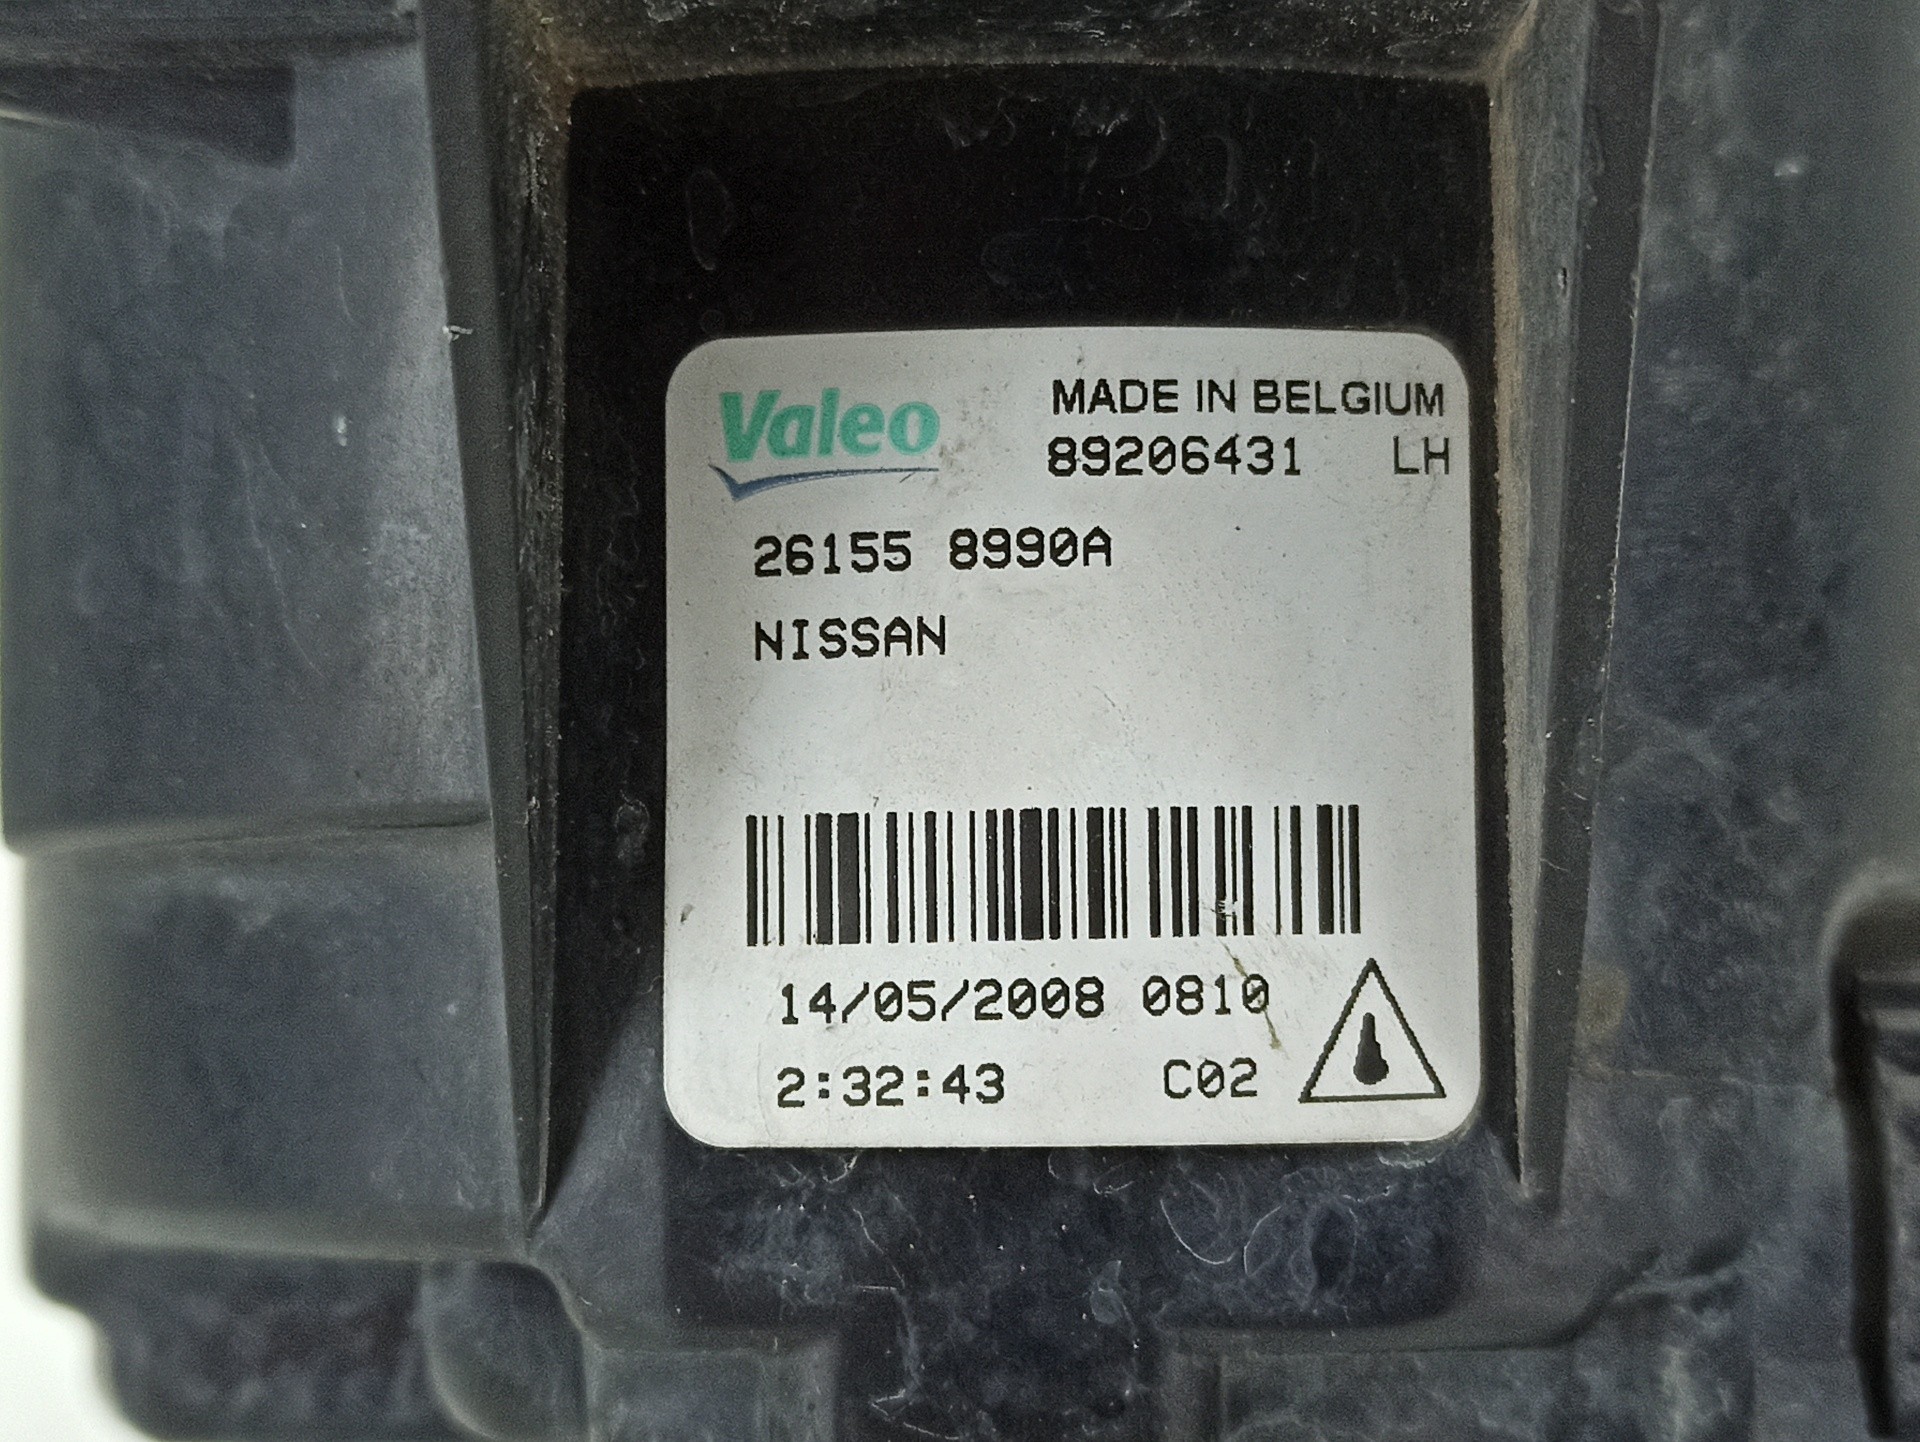 Valeo MADE IN BELGIUM
89206431 LH
26155 8990A
NISSAN
14/05/2008 0810
2:32:43 C02